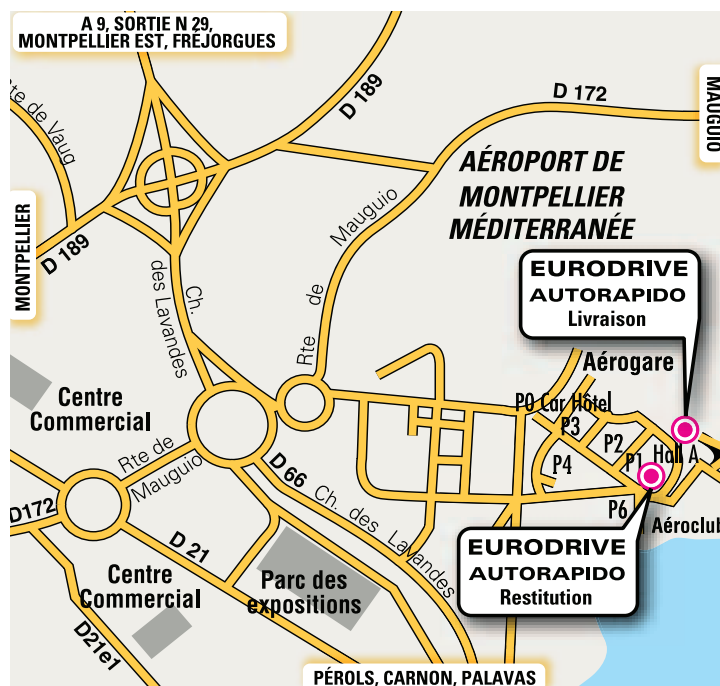 A 9, SORTIE N 29,
MONTPELLIER EST, FRÉJORGUES
D 189
D 172
MAUGUIO
Rte de Vaug
AÉROPORT DE
MONTPELLIER
MÉDITERRANÉE
MONTPELLIER
D 189
Mauguio
Rte de
Ch.
des Lavandes
EURODRIVE
AUTORAPIDO
Livraison
Aérogare
Centre
Commercial
P0 Car Hôtel
P3
P2
P1
Hall A
P4
P6
Aéroclub
Rte de
Mauguio
D 66
Ch. des Lavandes
D172
D 21
EURODRIVE
AUTORAPIDO
Restitution
Centre
Commercial
Parc des
expositions
D21e1
PÉROLS, CARNON, PALAVAS